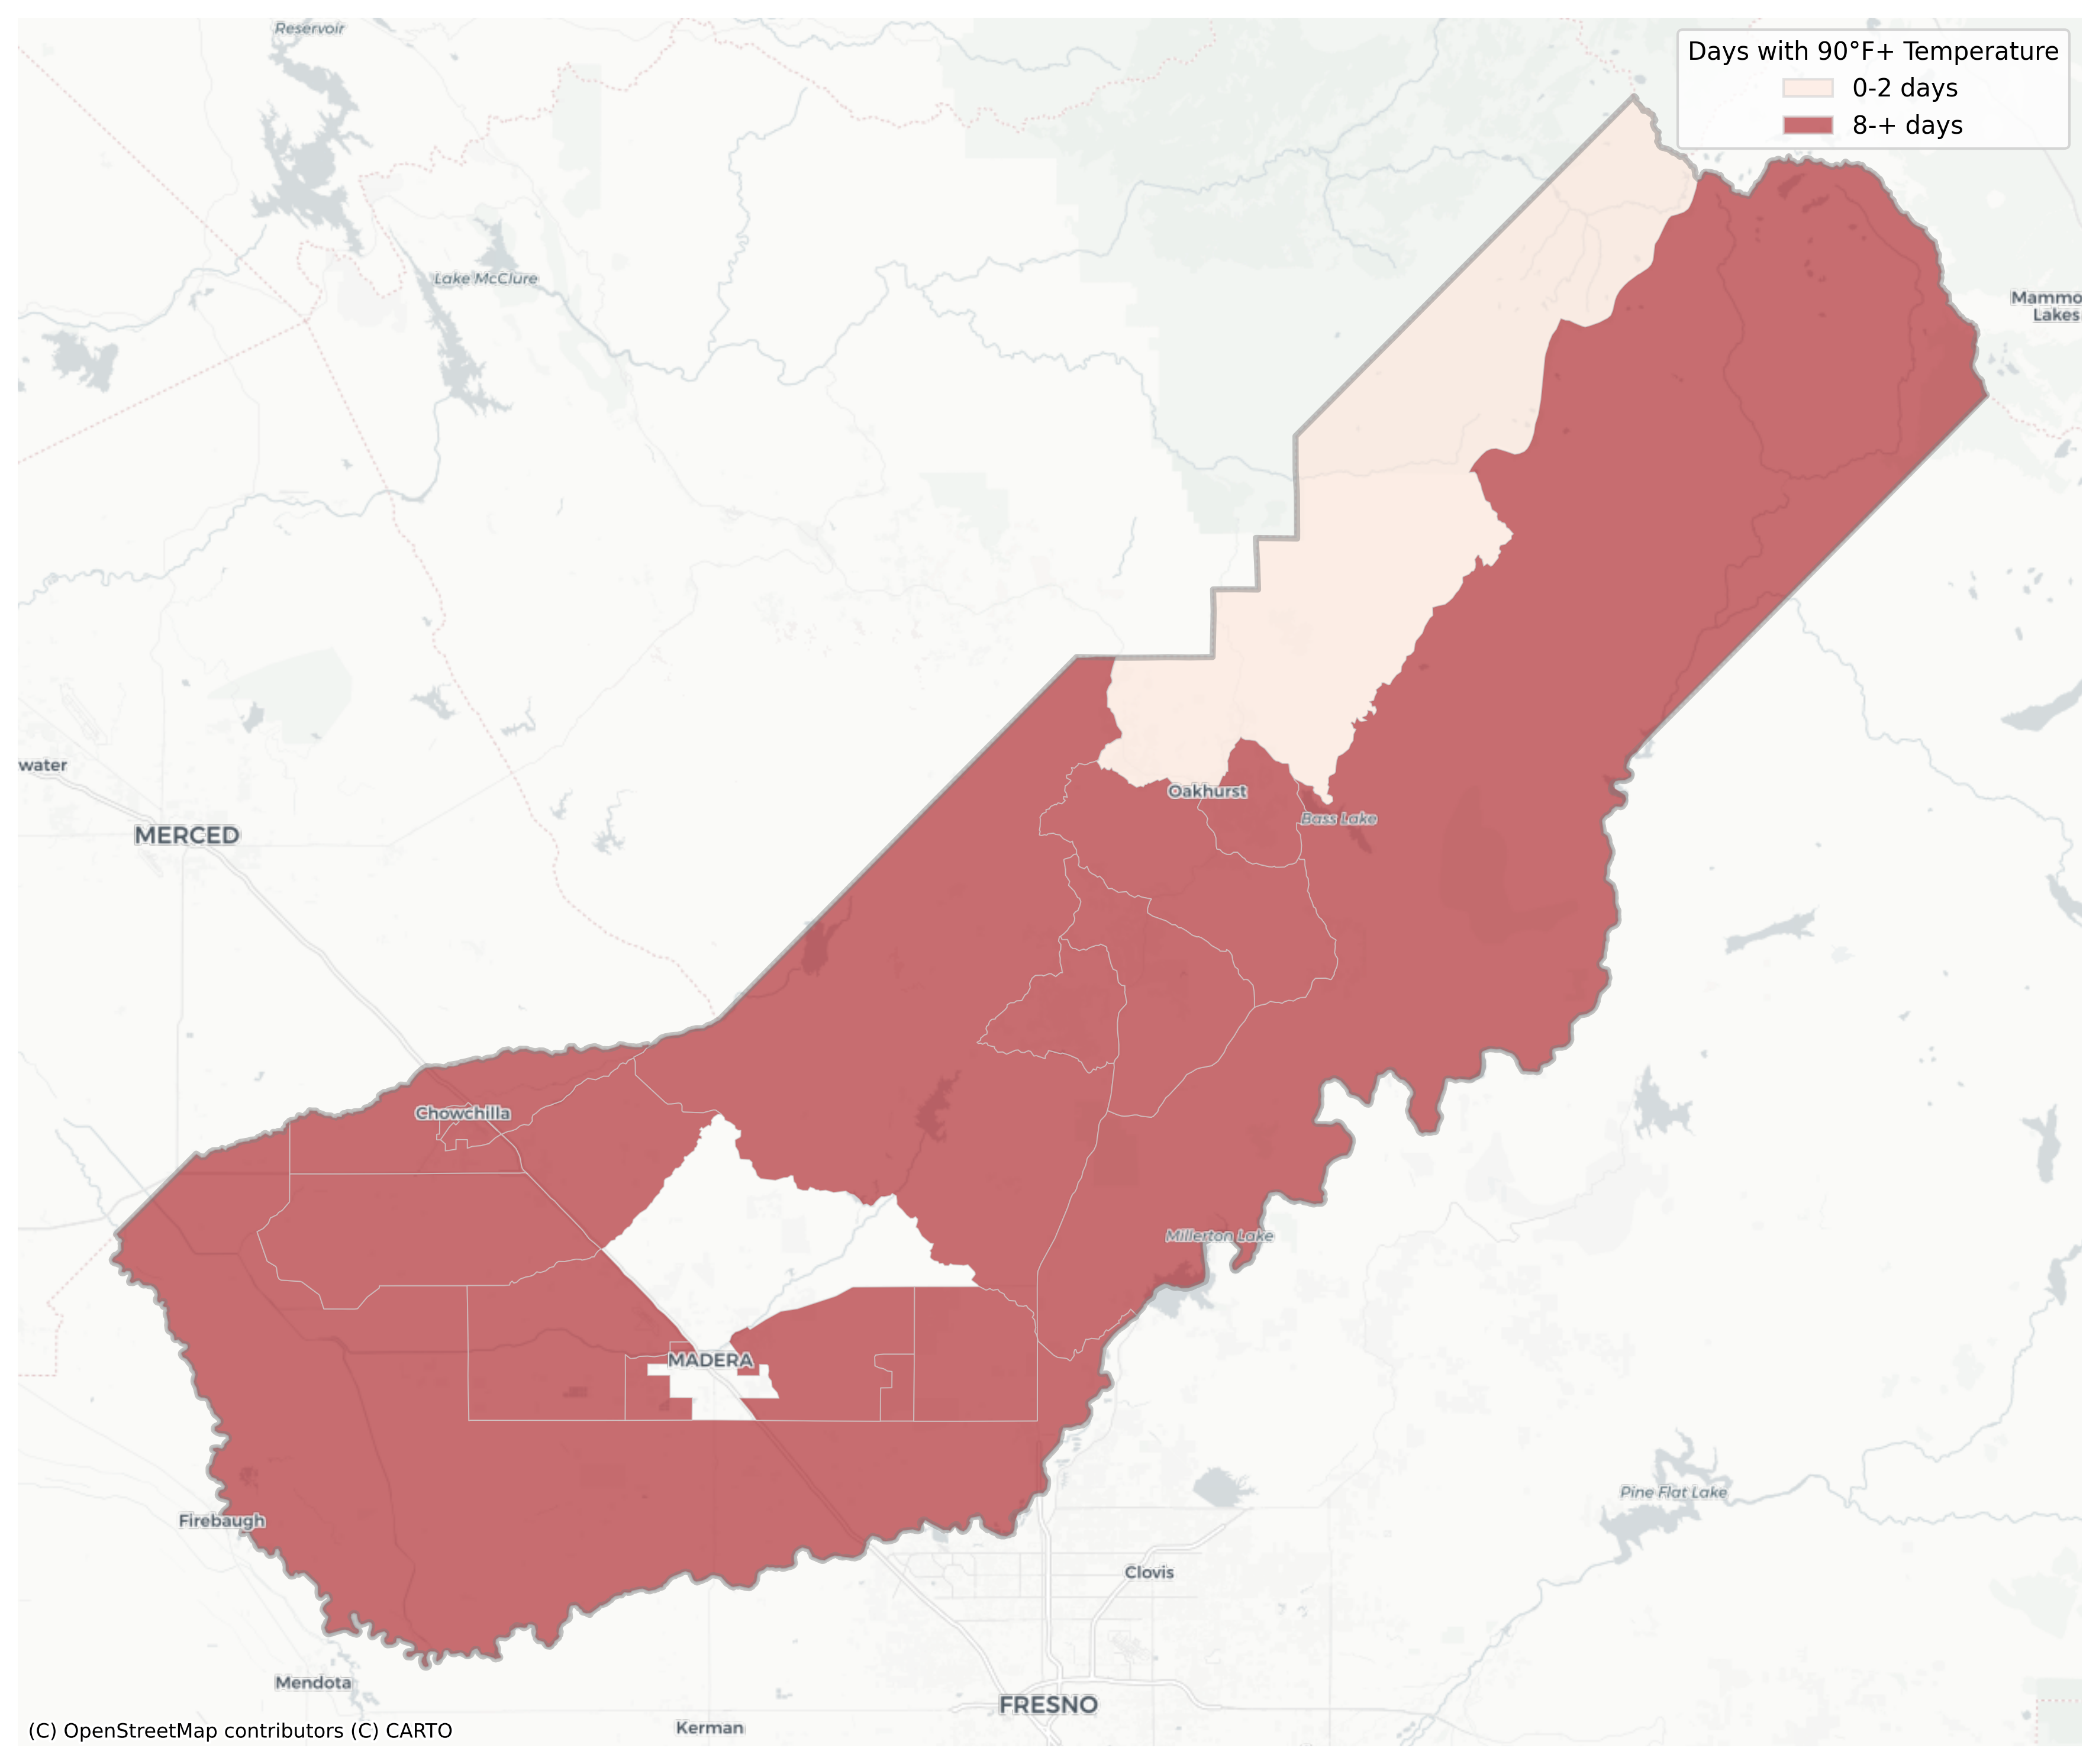 Reservoir
Days with 90°F+ Temperature
0-2 days
8-+ days
Lake McClure
Mammo
Lakes
water
MERCED
Oakhurst
Bass Lake
Chowchilla
Millerton Lake
MADERA
Pine Flat Lake
Firebaugh
Clovis
Mendota
FRESNO
Kerman
(C) OpenStreetMap contributors (C) CARTO